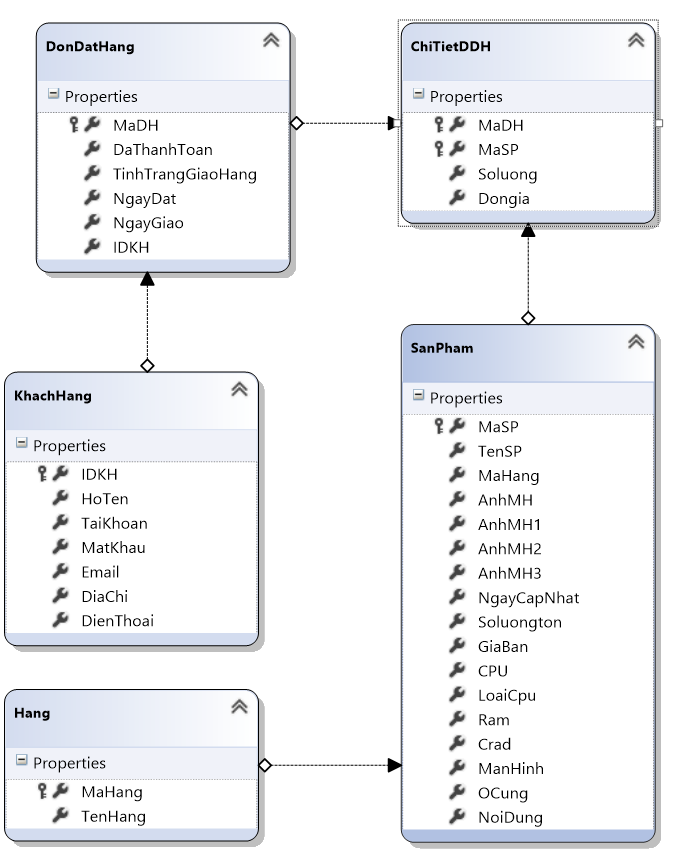 DonDatHang
Properties
MaDH
DaThanhToan
TinhTrangGiaoHang
NgayDat
NgayGiao
IDKH
ChiTietDDH
Properties
MaDH
MaSP
Soluong
Dongia
KhachHang
Properties
IDKH
HoTen
TaiKhoan
MatKhau
Email
DiaChi
DienThoai
SanPham
Properties
MaSP
TenSP
MaHang
AnhMH
AnhMH1
AnhMH2
AnhMH3
NgayCapNhat
Soluongton
GiaBan
CPU
LoaiCpu
Ram
Crad
ManHinh
OCung
NoiDung
Hang
Properties
MaHang
TenHang